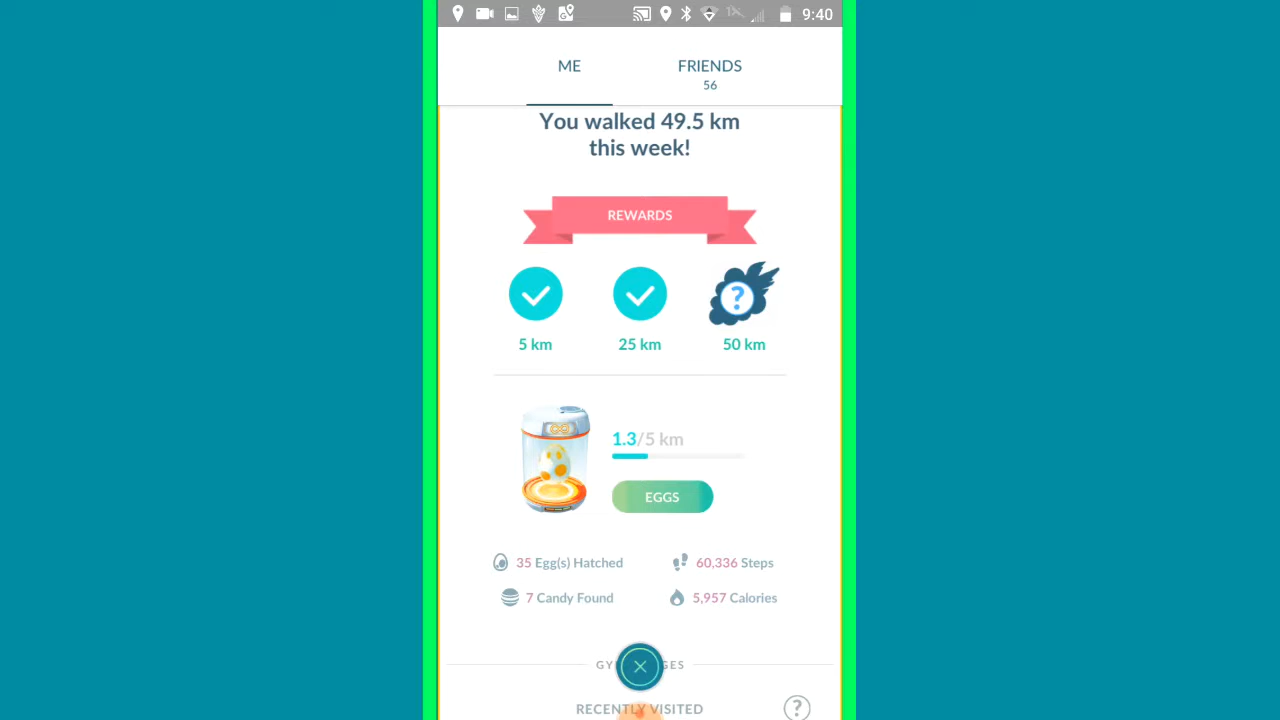 9:40
ME
FRIENDS
56
You walked 49.5 km
this week!
REWARDS
?
5 km
25 km
50 km
1.3/5 km
EGGS
35 Egg(s) Hatched
60,336 Steps
7 Candy Found
5,957 Calories
RECENTLY VISITED
?